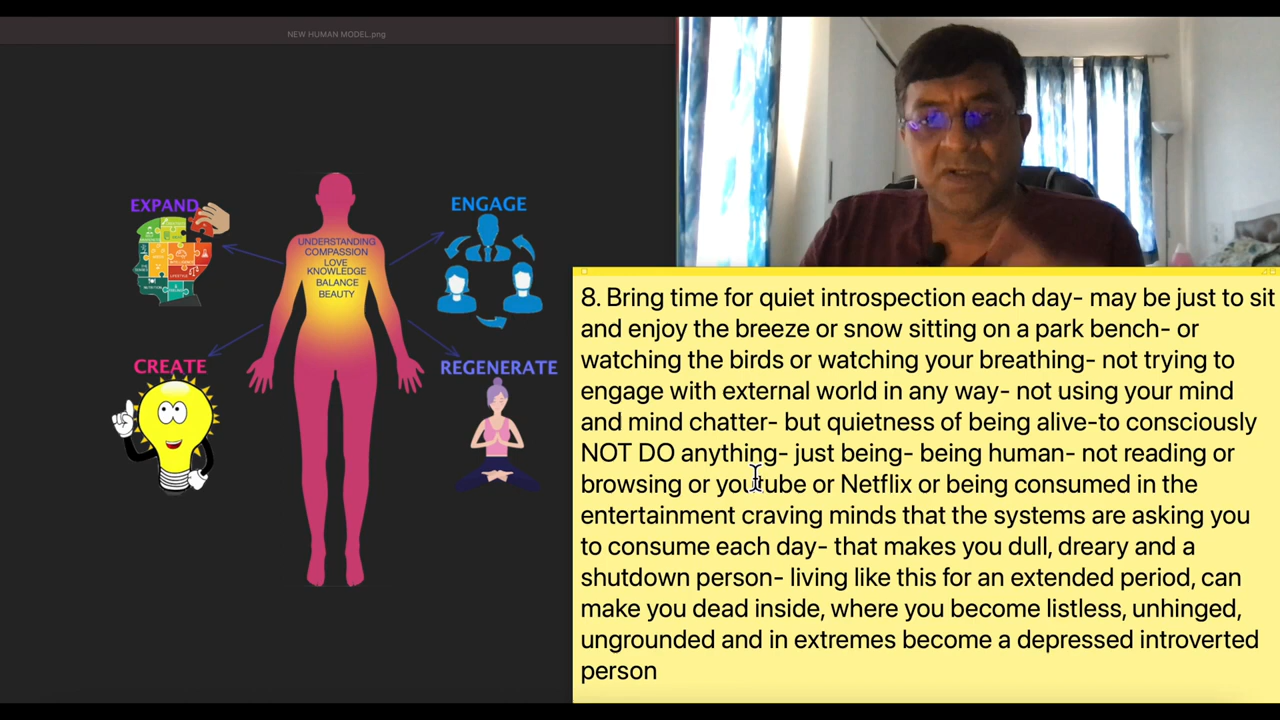 NEW HUMAN MODEL.png
EXPAND
ENGAGE
UNDERSTANDING
COMPASSION
LOVE
KNOWLEDGE
BALANCE
BEAUTY
CREATE
REGENERATE
8. Bring time for quiet introspection each day- may be just to sit
and enjoy the breeze or snow sitting on a park bench- or
watching the birds or watching your breathing- not trying to
engage with external world in any way- not using your mind
and mind chatter- but quietness of being alive-to consciously
NOT DO anything- just being- being human- not reading or
browsing or youtube or Netflix or being consumed in the
entertainment craving minds that the systems are asking you
to consume each day- that makes you dull, dreary and a
shutdown person- living like this for an extended period, can
make you dead inside, where you become listless, unhinged,
ungrounded and in extremes become a depressed introverted
person